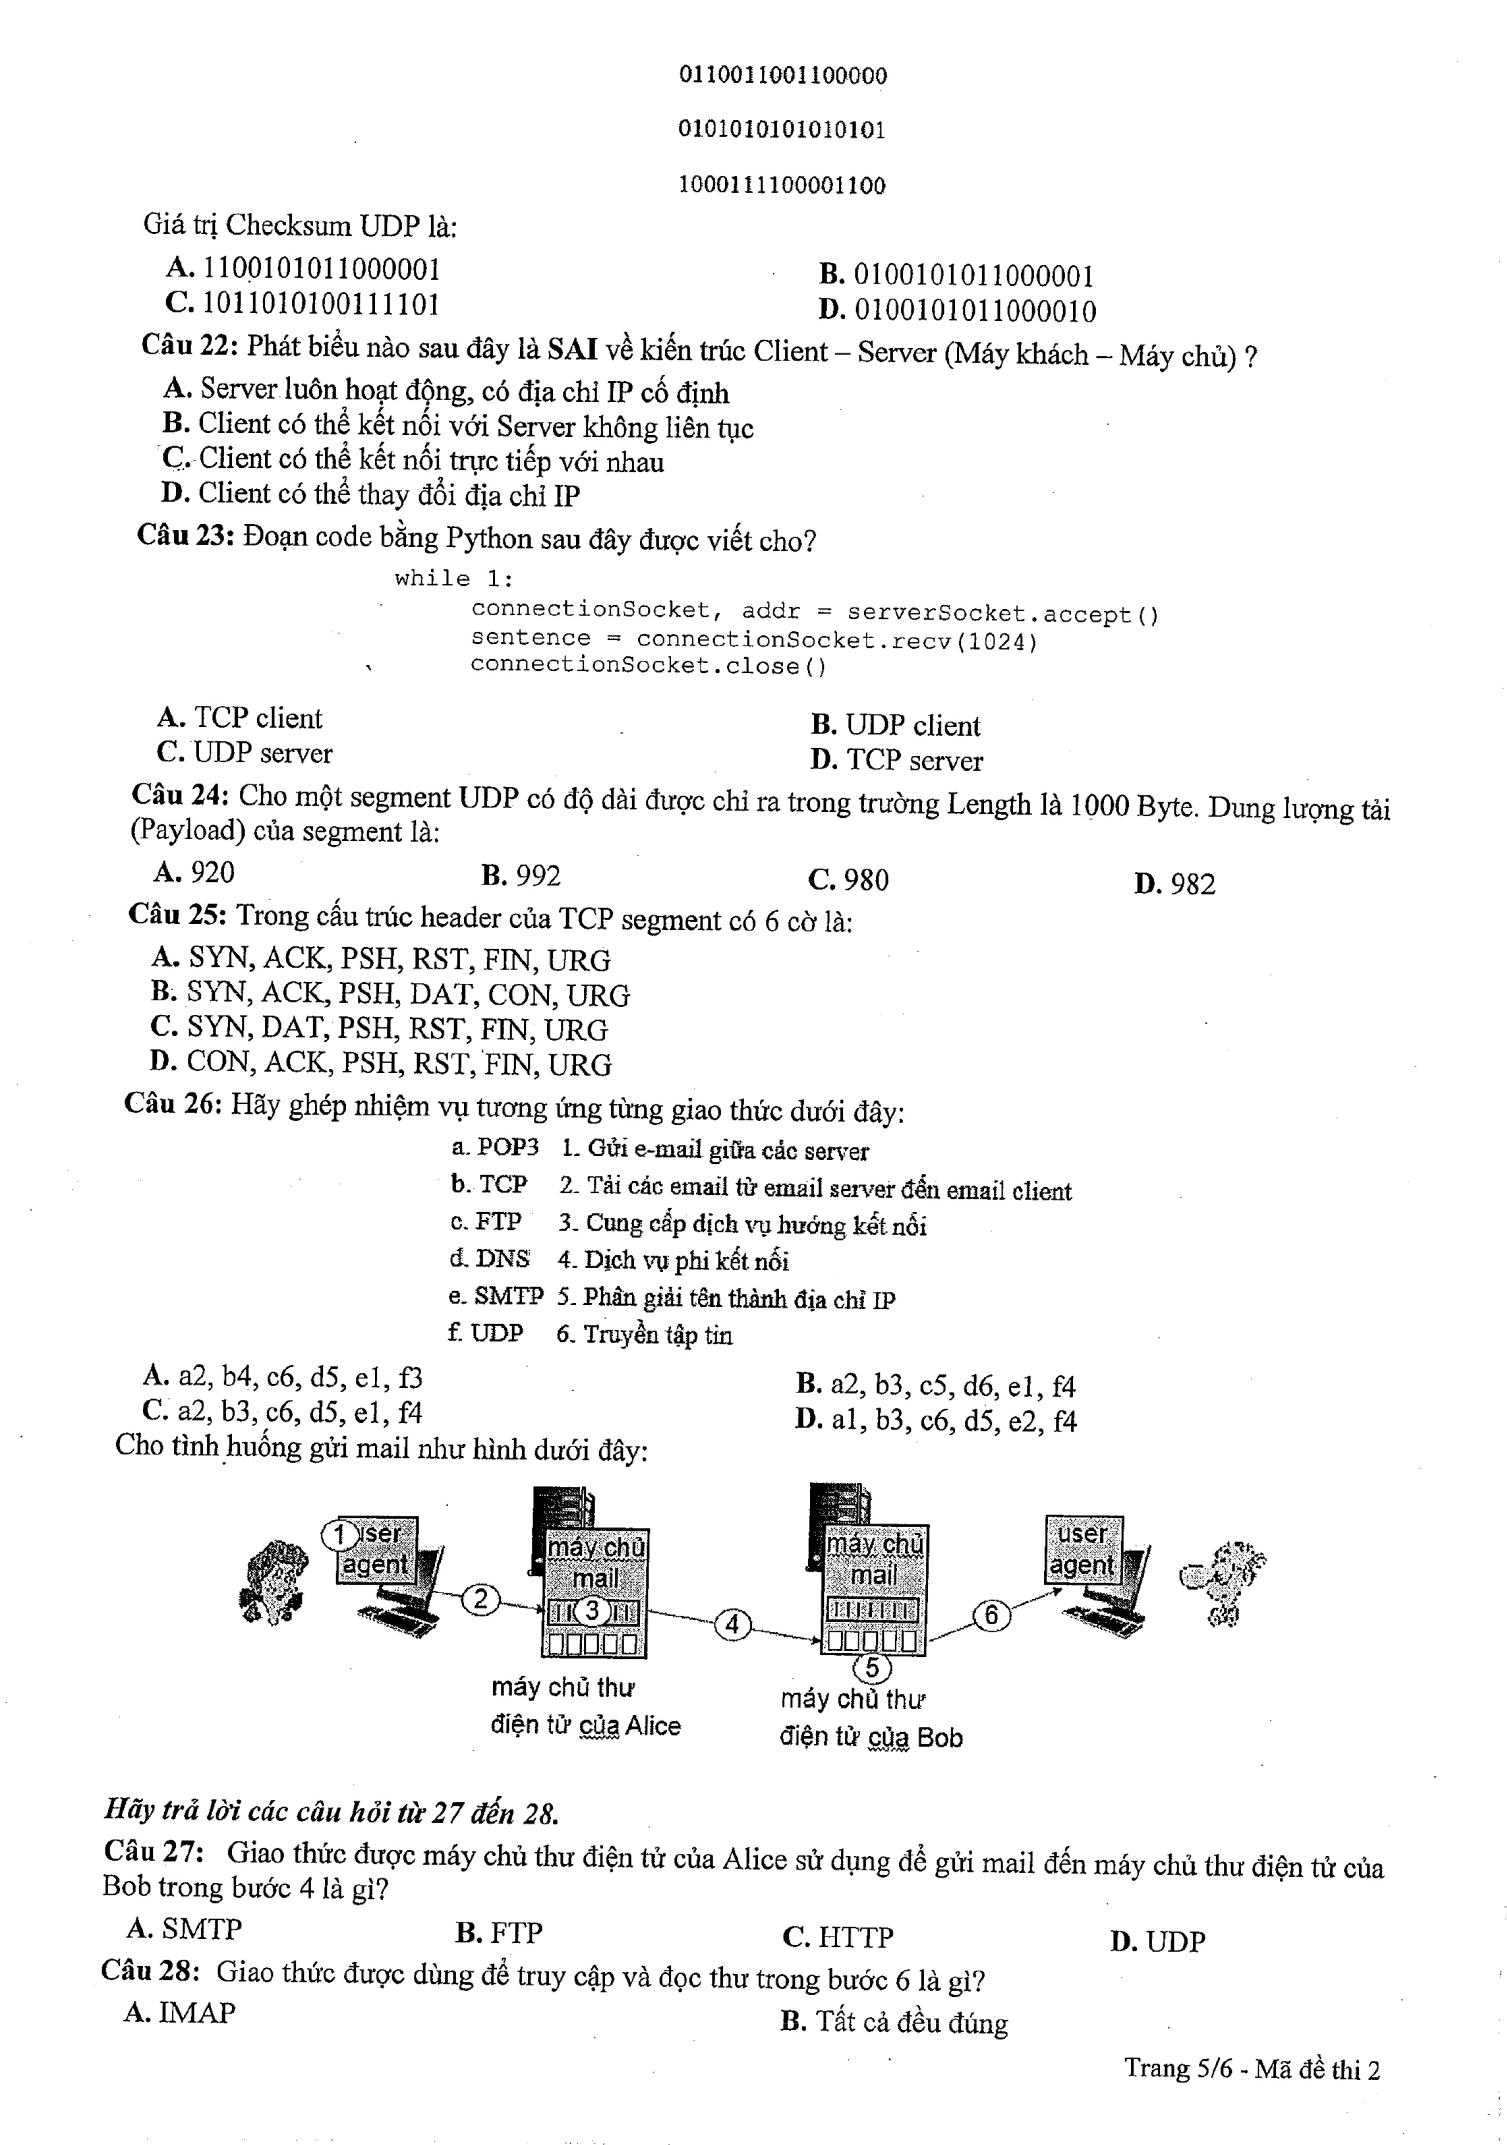 0110011001100000
0101010101010101
1000111100001100
Giá trị Checksum UDP là:
A. 1100101011000001
B. 0100101011000001
C. 1011010100111101
D. 0100101011000010
Câu 22: Phát biểu nào sau đây là SAI về kiến trúc Client – Server (Máy khách – Máy chủ) ?
A. Server luôn hoạt động, có địa chỉ IP cố định
B. Client có thể kết nối với Server không liên tục
C. Client có thể kết nối trực tiếp với nhau
D. Client có thể thay đổi địa chỉ IP
Câu 23: Đoạn code bằng Python sau đây được viết cho?
while 1:
connectionSocket, addr = serverSocket.accept()
sentence = connectionSocket.recv(1024)
connectionSocket.close()
A. TCP client
B. UDP client
C. UDP server
D. TCP server
Câu 24: Cho một segment UDP có độ dài được chỉ ra trong trường Length là 1000 Byte. Dung lượng tải
(Payload) của segment là:
A. 920
B. 992
C. 980
D. 982
Câu 25: Trong cấu trúc header của TCP segment có 6 cờ là:
A. SYN, ACK, PSH, RST, FIN, URG
B. SYN, ACK, PSH, DAT, CON, URG
C. SYN, DAT, PSH, RST, FIN, URG
D. CON, ACK, PSH, RST, FIN, URG
Câu 26: Hãy ghép nhiệm vụ tương ứng từng giao thức dưới đây:
a. POP3 1. Gửi e-mail giữa các server
b. TCP 2. Tải các email từ email server đến email client
c. FTP 3. Cung cấp dịch vụ hướng kết nối
d. DNS 4. Dịch vụ phi kết nối
e. SMTP 5. Phân giải tên thành địa chỉ IP
f. UDP 6. Truyền tập tin
A. a2, b4, c6, d5, e1, f3
B. a2, b3, c5, d6, e1, f4
C. a2, b3, c6, d5, e1, f4
D. a1, b3, c6, d5, e2, f4
Cho tình huống gửi mail như hình dưới đây:
1 user
agent
2
máy chủ
mail
3
4
máy chủ
mail
5
6
user
agent
máy chủ thư
điện tử của Alice
máy chủ thư
điện tử của Bob
Hãy trả lời các câu hỏi từ 27 đến 28.
Câu 27: Giao thức được máy chủ thư điện tử của Alice sử dụng để gửi mail đến máy chủ thư điện tử của
Bob trong bước 4 là gì?
A. SMTP
B. FTP
C. HTTP
D. UDP
Câu 28: Giao thức được dùng để truy cập và đọc thư trong bước 6 là gì?
A. IMAP
B. Tất cả đều đúng
Trang 5/6 - Mã đề thi 2